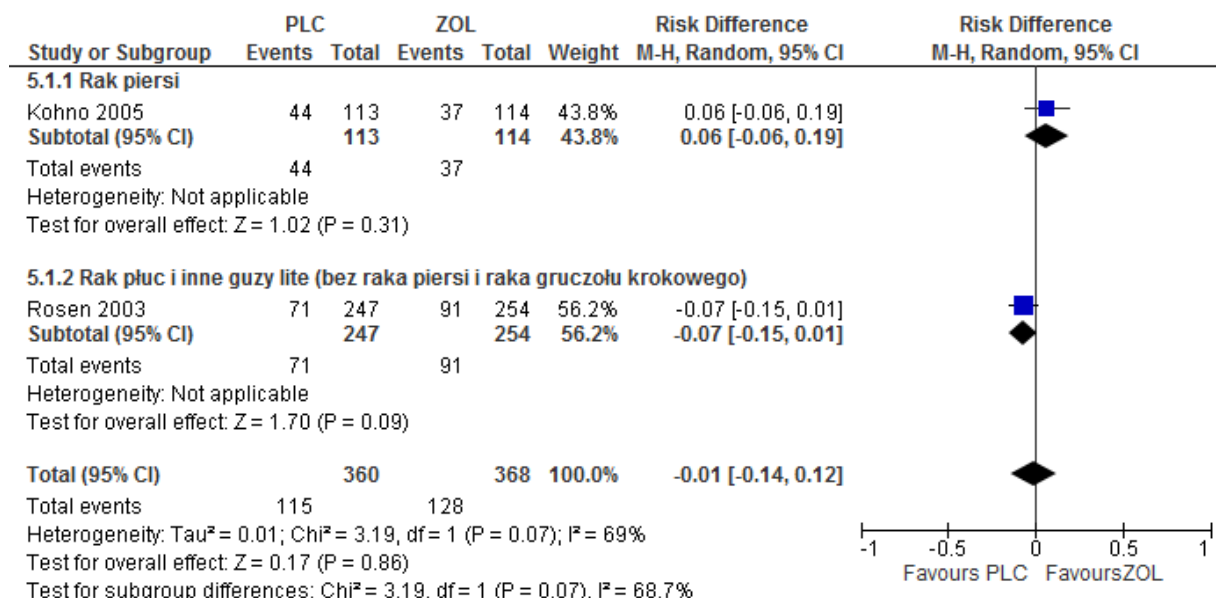 PLC ZOL Risk Difference Risk Difference
Study or Subgroup Events Total Events Total Weight M-H, Random, 95% CI M-H, Random, 95% CI
5.1.1 Rak piersi
Kohno 2005 44 113 37 114 43.8% 0.06 [-0.06, 0.19]
Subtotal (95% CI) 113 114 43.8% 0.06 [-0.06, 0.19]
Total events 44 37
Heterogeneity: Not applicable
Test for overall effect: Z = 1.02 (P = 0.31)
5.1.2 Rak płuc i inne guzy lite (bez raka piersi i raka gruczołu krokowego)
Rosen 2003 71 247 91 254 56.2% -0.07 [-0.15, 0.01]
Subtotal (95% CI) 247 254 56.2% -0.07 [-0.15, 0.01]
Total events 71 91
Heterogeneity: Not applicable
Test for overall effect: Z = 1.70 (P = 0.09)
Total (95% CI) 360 368 100.0% -0.01 [-0.14, 0.12]
Total events 115 128
Heterogeneity: Tau² = 0.01; Chi² = 3.19, df = 1 (P = 0.07); I² = 69%
Test for overall effect: Z = 0.17 (P = 0.86)
Test for subgroup differences: Chi² = 3.19, df = 1 (P = 0.07), I² = 68.7%
-1 -0.5 0 0.5 1
Favours PLC FavoursZOL